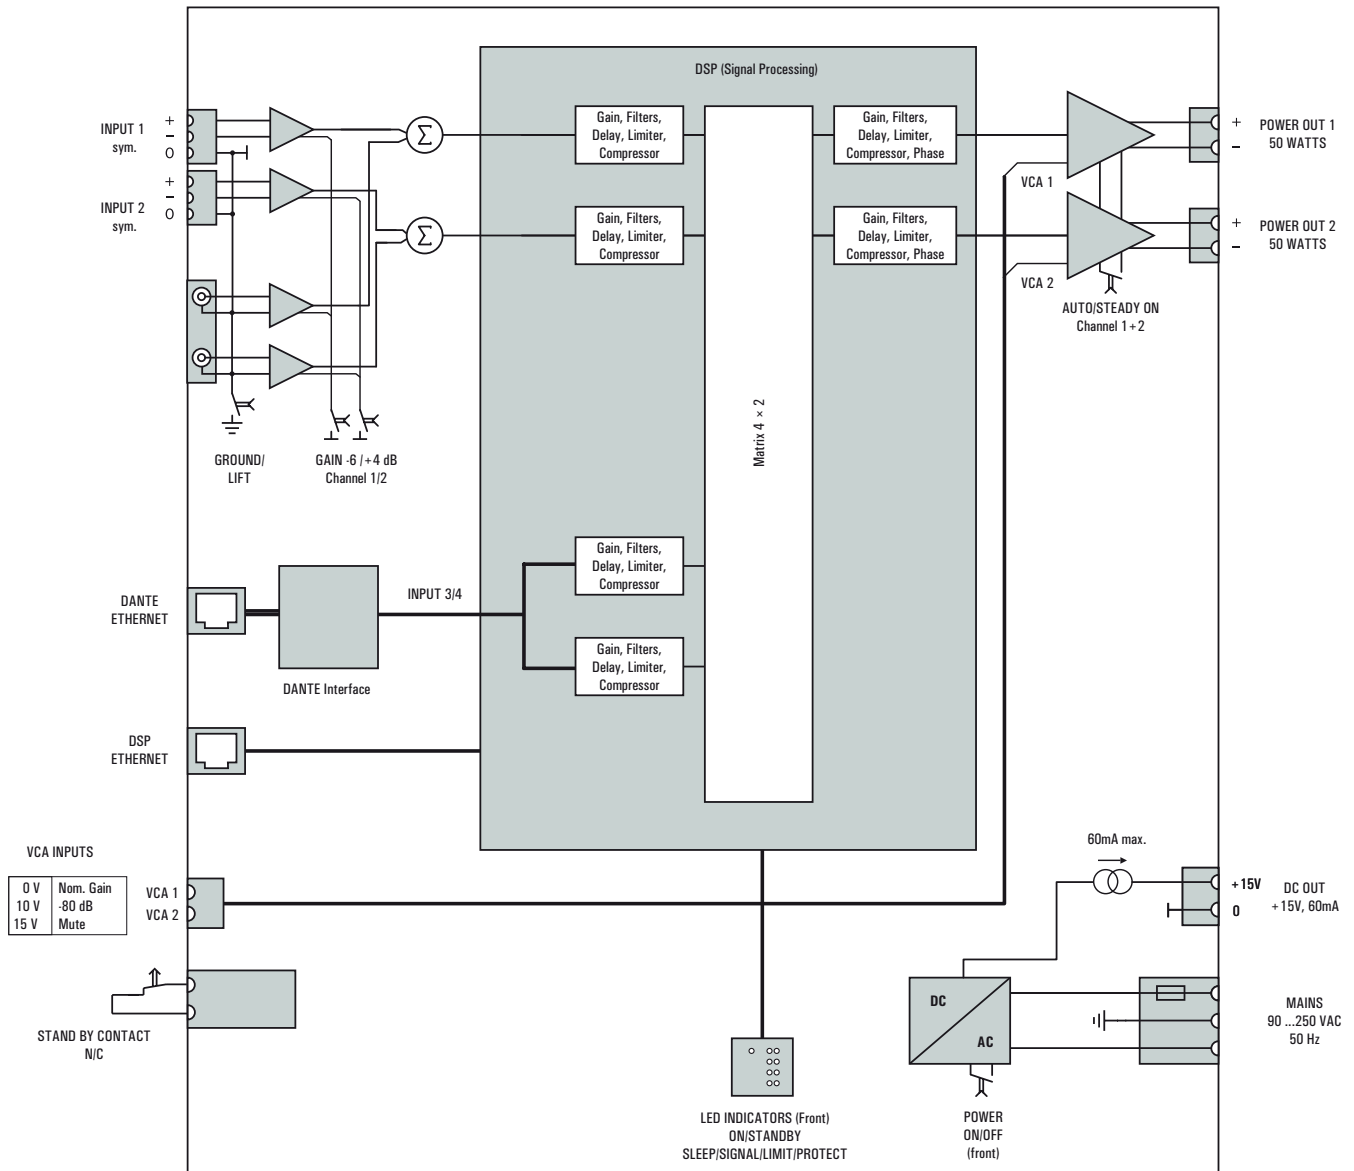 DSP (Signal Processing)
INPUT 1
sym.
+
–
0
INPUT 2
sym.
+
–
0
Gain, Filters,
Delay, Limiter,
Compressor
Gain, Filters,
Delay, Limiter,
Compressor, Phase
Σ
Gain, Filters,
Delay, Limiter,
Compressor
Gain, Filters,
Delay, Limiter,
Compressor, Phase
Σ
VCA 1
VCA 2
+
–
POWER OUT 1
50 WATTS
+
–
POWER OUT 2
50 WATTS
AUTO/STEADY ON
Channel 1+2
Matrix 4 × 2
GROUND/
LIFT
GAIN -6 /+4 dB
Channel 1/2
DANTE
ETHERNET
DANTE Interface
INPUT 3/4
Gain, Filters,
Delay, Limiter,
Compressor
Gain, Filters,
Delay, Limiter,
Compressor
DSP
ETHERNET
VCA INPUTS
0 V Nom. Gain
10 V -80 dB
15 V Mute
VCA 1
VCA 2
STAND BY CONTACT
N/C
LED INDICATORS (Front)
ON/STANDBY
SLEEP/SIGNAL/LIMIT/PROTECT
60mA max.
+15V
0
DC OUT
+15V, 60mA
DC
AC
POWER
ON/OFF
(front)
MAINS
90 ...250 VAC
50 Hz